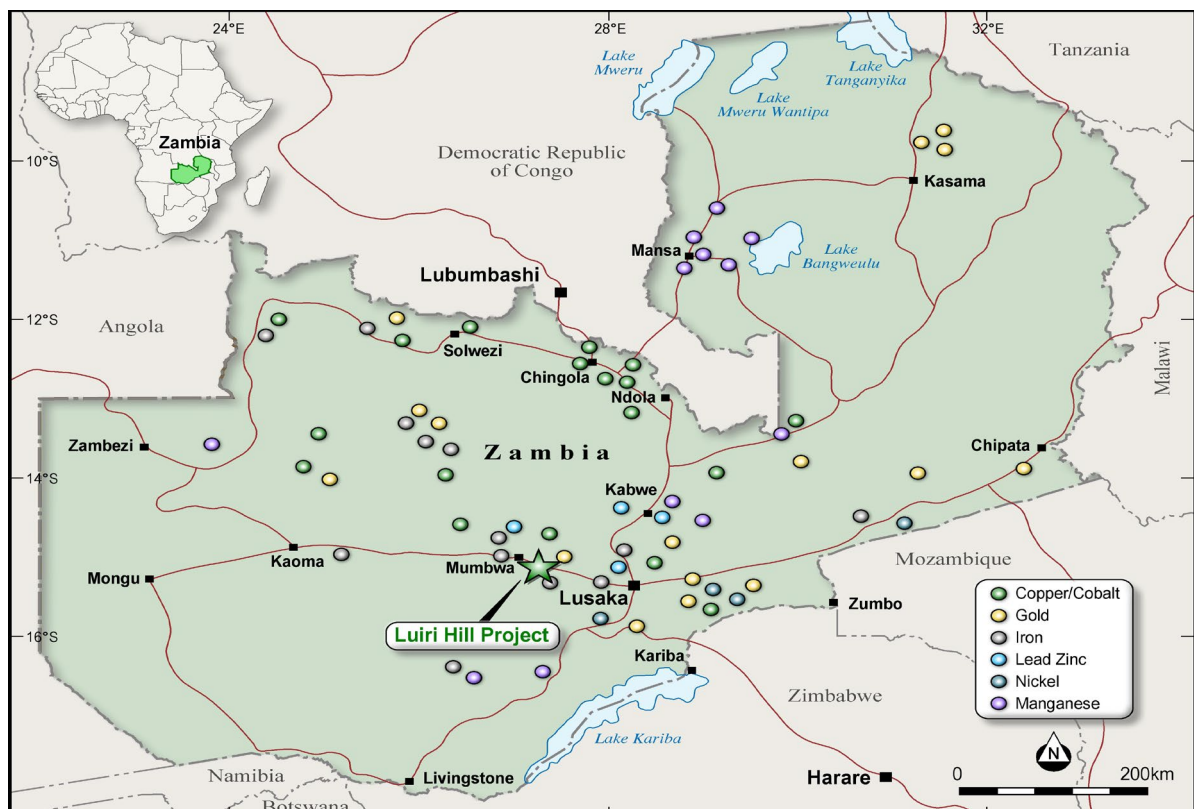 24°E
28°E
32°E
Tanzania
Lake
Mweru
Lake
Tanganyika
Lake
Mweru Wantipa
Zambia
Democratic Republic
of Congo
10°S
Kasama
Mansa
Lake
Bangweulu
Lubumbashi
Angola
12°S
Solwezi
Chingola
Ndola
Malawi
Zambezi
Zambia
Chipata
14°S
Kabwe
Kaoma
Mumbwa
Mongu
Lusaka
Mozambique
Zumbo
Luiri Hill Project
16°S
Kariba
Zimbabwe
Copper/Cobalt
Gold
Iron
Lead Zinc
Nickel
Manganese
Lake Kariba
N
Namibia
Livingstone
Harare
0
200km
Botswana